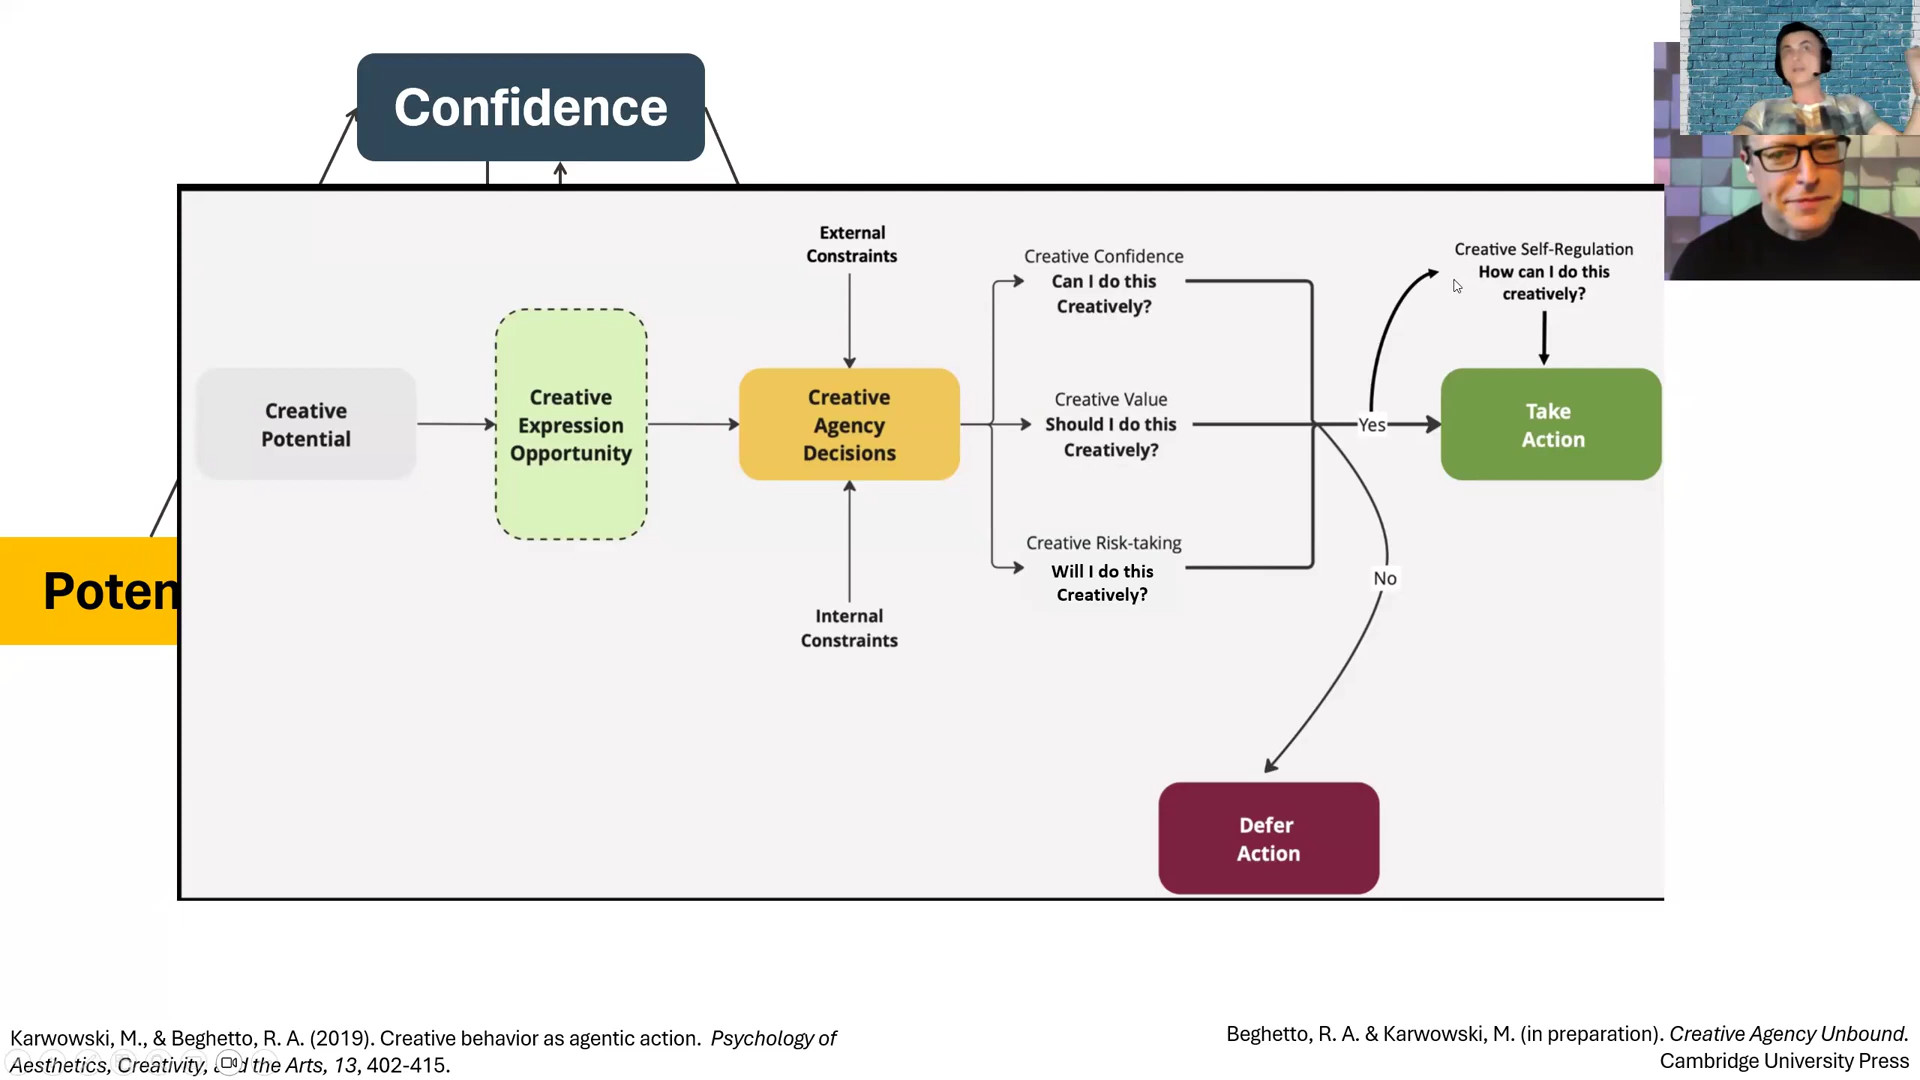 Confidence
Poten
External
Constraints
Creative
Potential
Creative
Expression
Opportunity
Creative
Agency
Decisions
Internal
Constraints
Creative Confidence
Can I do this
Creatively?
Creative Value
Should I do this
Creatively?
Creative Risk-taking
Will I do this
Creatively?
Yes
No
Creative Self-Regulation
How can I do this
creatively?
Take
Action
Defer
Action
Karwowski, M., & Beghetto, R. A. (2019). Creative behavior as agentic action. Psychology of
Aesthetics, Creativity, and the Arts, 13, 402-415.
Beghetto, R. A. & Karwowski, M. (in preparation). Creative Agency Unbound.
Cambridge University Press